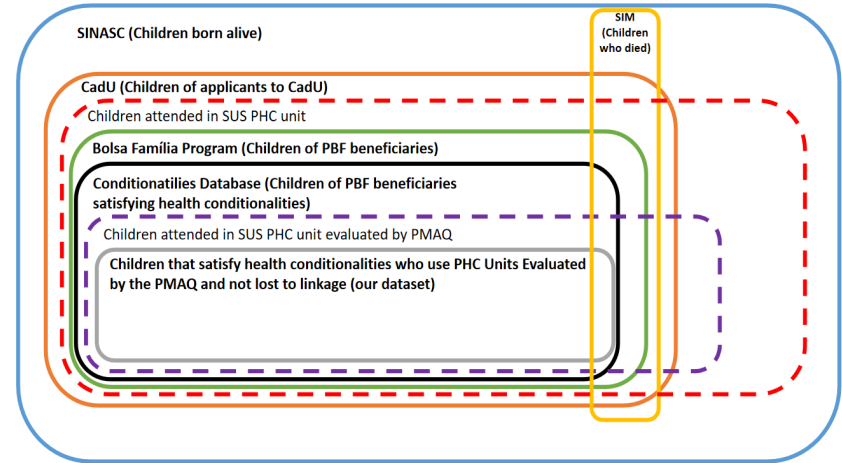 SINASC (Children born alive)
SIM
(Children
who died)
CadU (Children of applicants to CadU)
Children attended in SUS PHC unit
Bolsa Família Program (Children of PBF beneficiaries)
Conditionatilies Database (Children of PBF beneficiaries
satisfying health conditionalities)
Children attended in SUS PHC unit evaluated by PMAQ
Children that satisfy health conditionalities who use PHC Units Evaluated
by the PMAQ and not lost to linkage (our dataset)